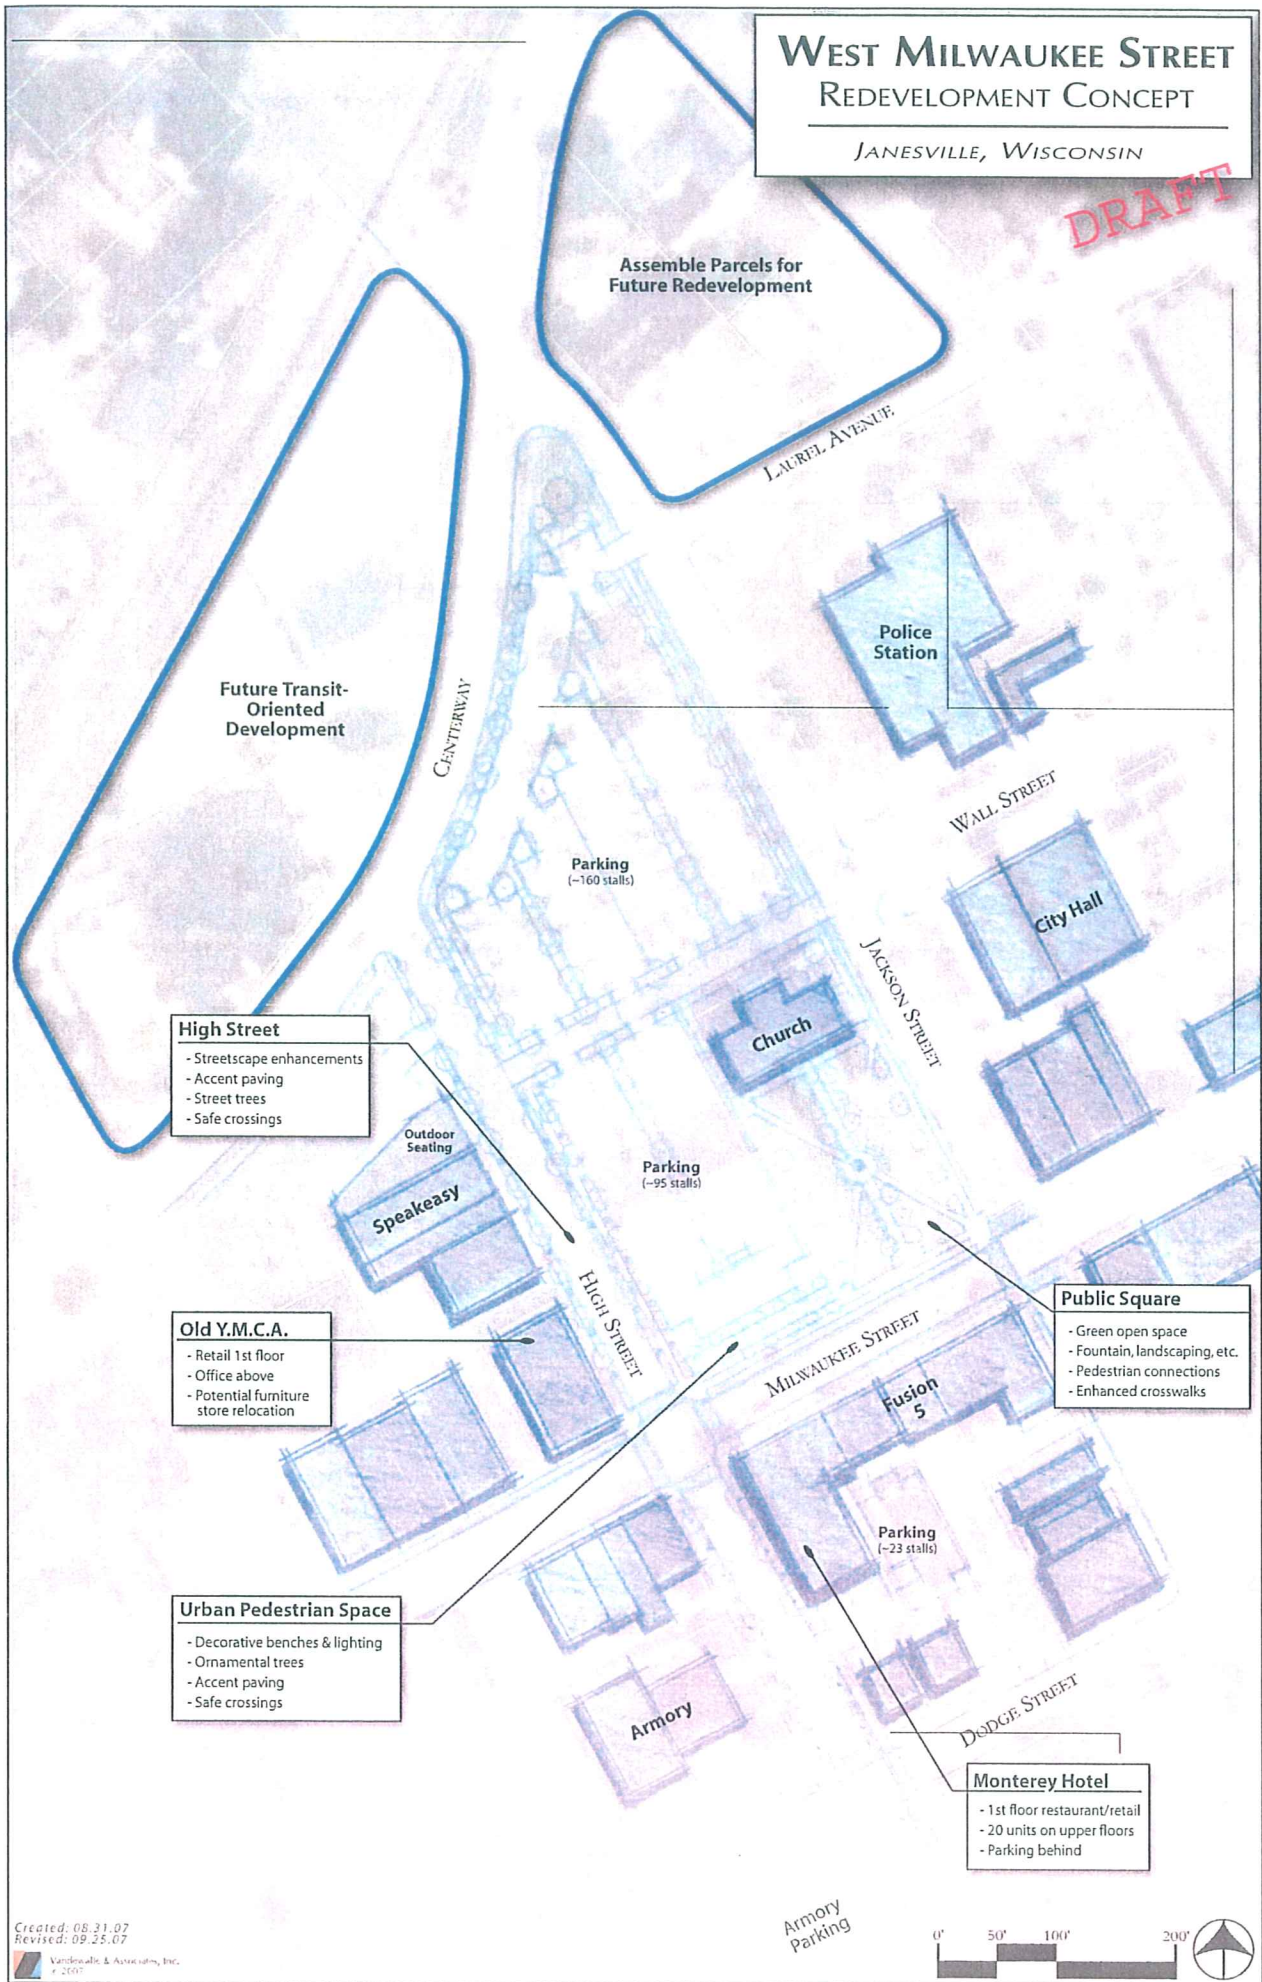 WEST MILWAUKEE STREET
REDEVELOPMENT CONCEPT
JANESVILLE, WISCONSIN
DRAFT
Assemble Parcels for
Future Redevelopment
LAUREL AVENUE
Police
Station
Future Transit-
Oriented
Development
CENTERWAY
WALL STREET
Parking
(~160 stalls)
City Hall
JACKSON STREET
Church
High Street
- Streetscape enhancements
- Accent paving
- Street trees
- Safe crossings
Outdoor
Seating
Speakeasy
Parking
(~95 stalls)
HIGH STREET
Public Square
- Green open space
- Fountain, landscaping, etc.
- Pedestrian connections
- Enhanced crosswalks
Old Y.M.C.A.
- Retail 1st floor
- Office above
- Potential furniture
store relocation
MILWAUKEE STREET
Fusion
5
Parking
(~23 stalls)
Urban Pedestrian Space
- Decorative benches & lighting
- Ornamental trees
- Accent paving
- Safe crossings
Armory
DODGE STREET
Monterey Hotel
- 1st floor restaurant/retail
- 20 units on upper floors
- Parking behind
Armory
Parking
Created: 08.31.07
Revised: 09.25.07
Vandewalle & Associates, Inc.
© 2007
0' 50' 100' 200'